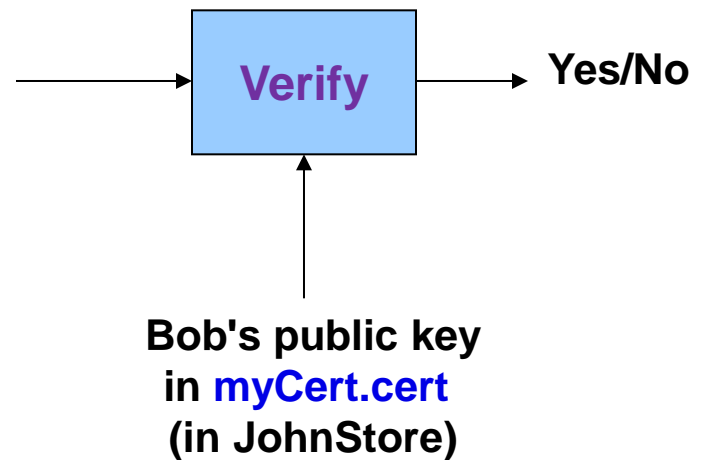 Verify
Yes/No
Bob's public key
in myCert.cert
(in JohnStore)